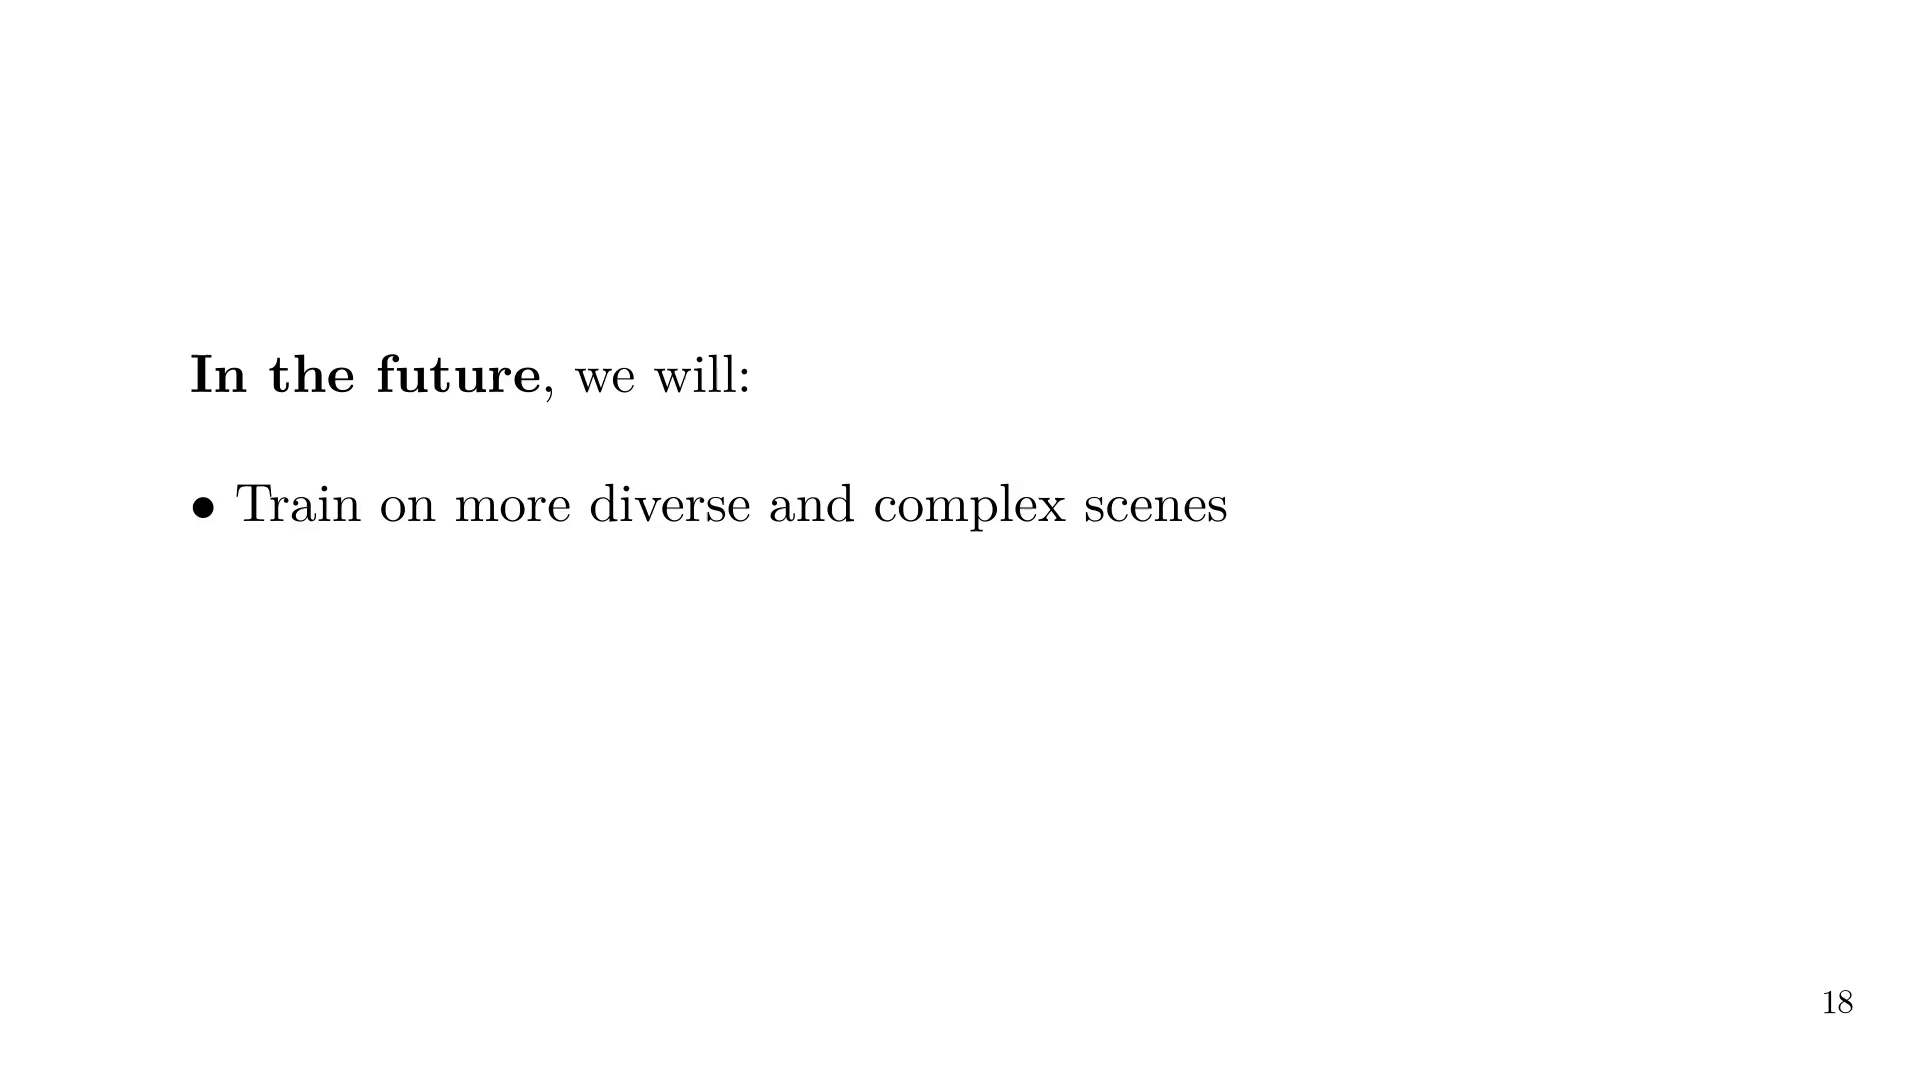 In the future, we will:
• Train on more diverse and complex scenes
18